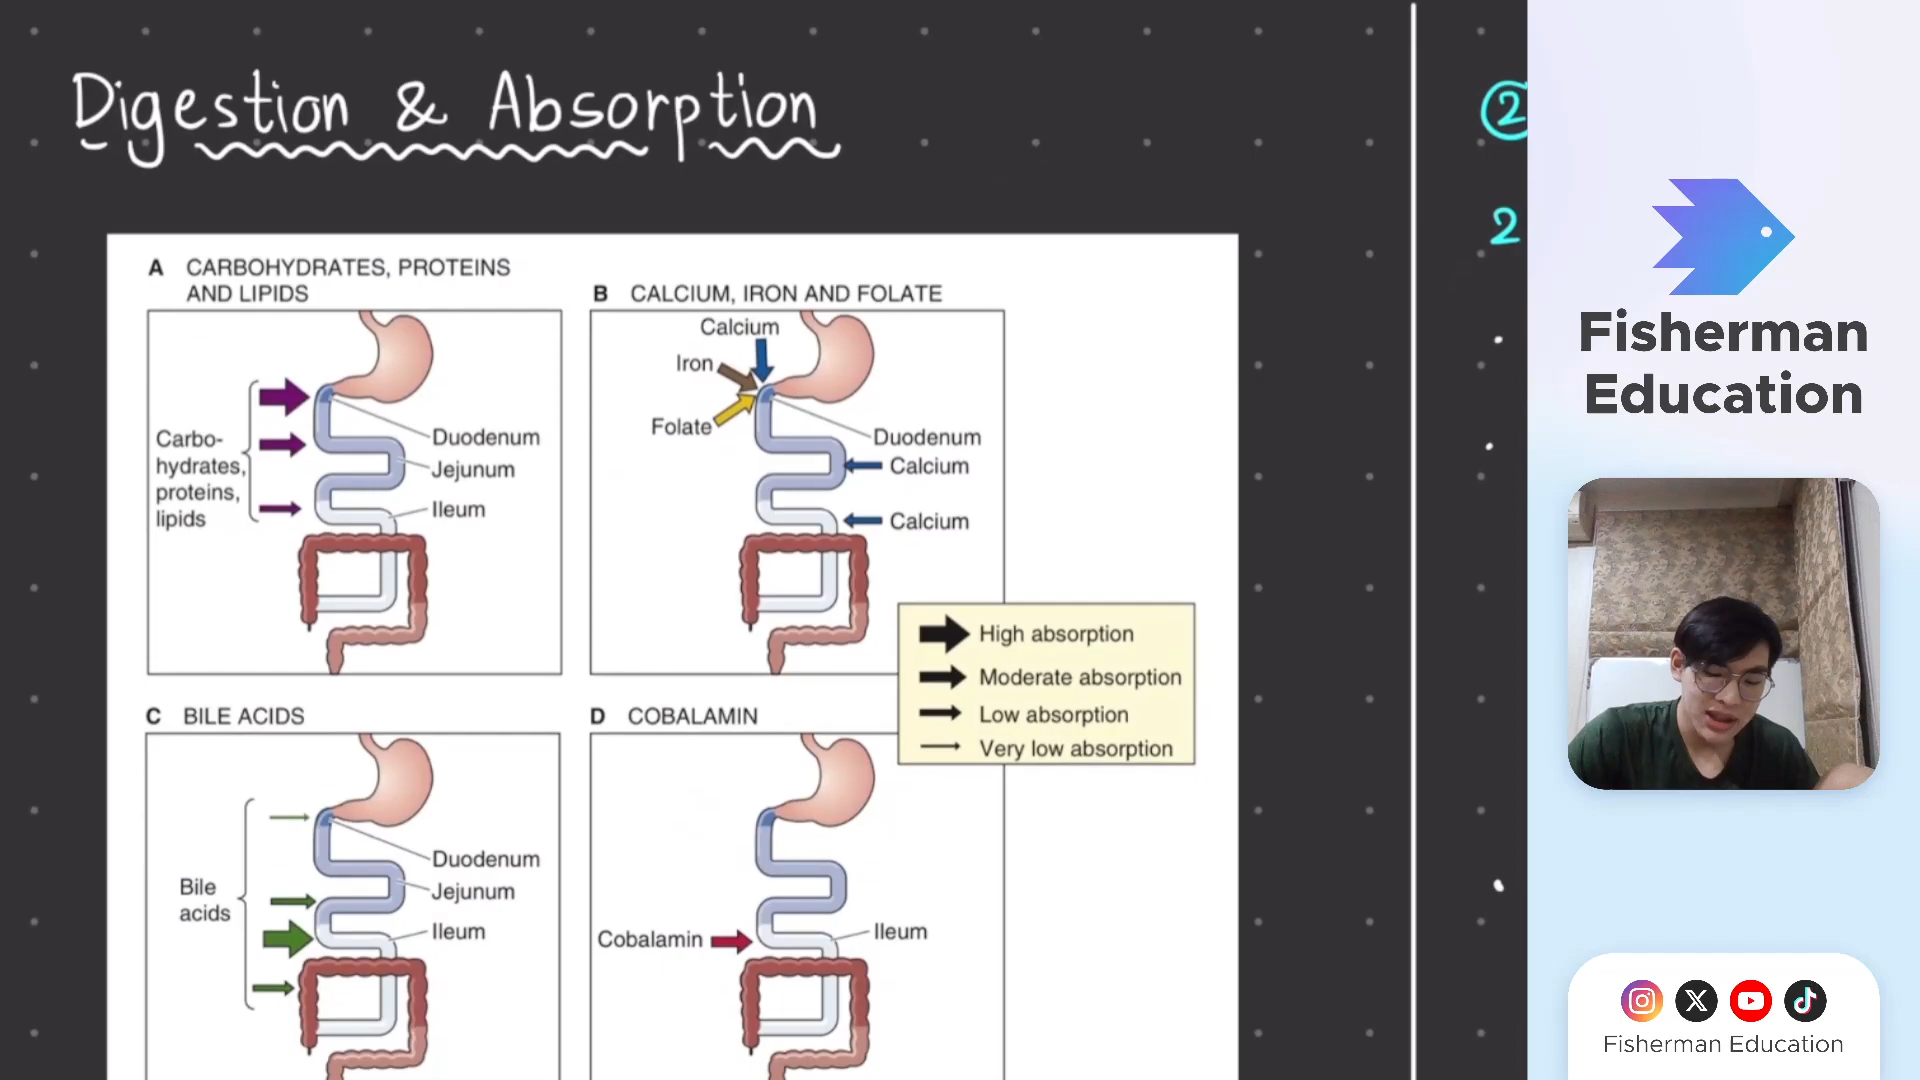 Digestion & Absorption
A CARBOHYDRATES, PROTEINS
AND LIPIDS
Carbo-
hydrates,
proteins,
lipids
Duodenum
Jejunum
Ileum
B CALCIUM, IRON AND FOLATE
Calcium
Iron
Folate
Duodenum
Calcium
Calcium
High absorption
Moderate absorption
Low absorption
Very low absorption
C BILE ACIDS
Bile
acids
Duodenum
Jejunum
Ileum
D COBALAMIN
Cobalamin
Ileum
2
2
Fisherman
Education
Fisherman Education